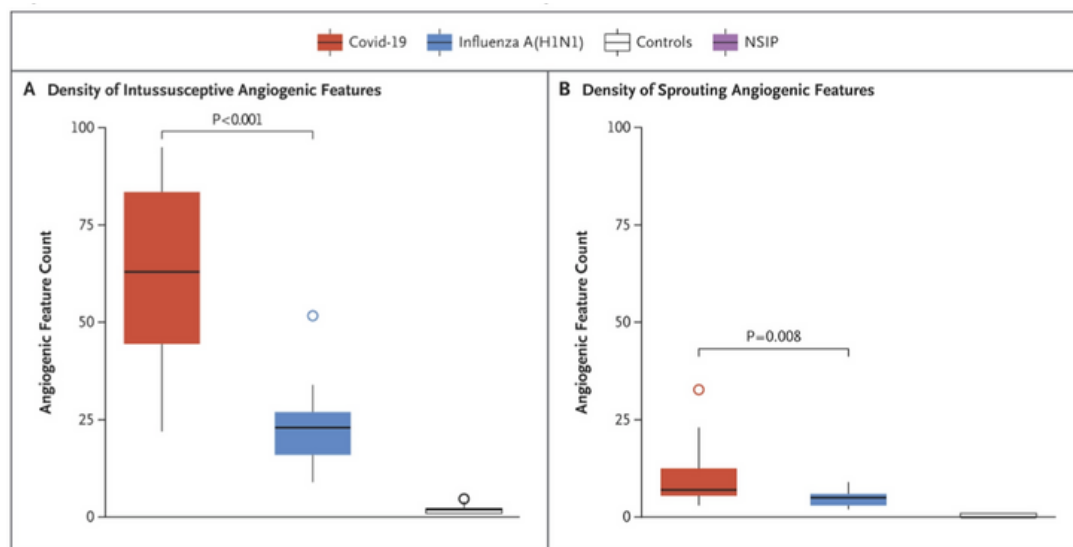 Covid-19 Influenza A(H1N1) Controls NSIP
A Density of Intussusceptive Angiogenic Features
P<0.001
100
75
50
25
0
Angiogenic Feature Count
B Density of Sprouting Angiogenic Features
100
75
50
25
0
Angiogenic Feature Count
P=0.008